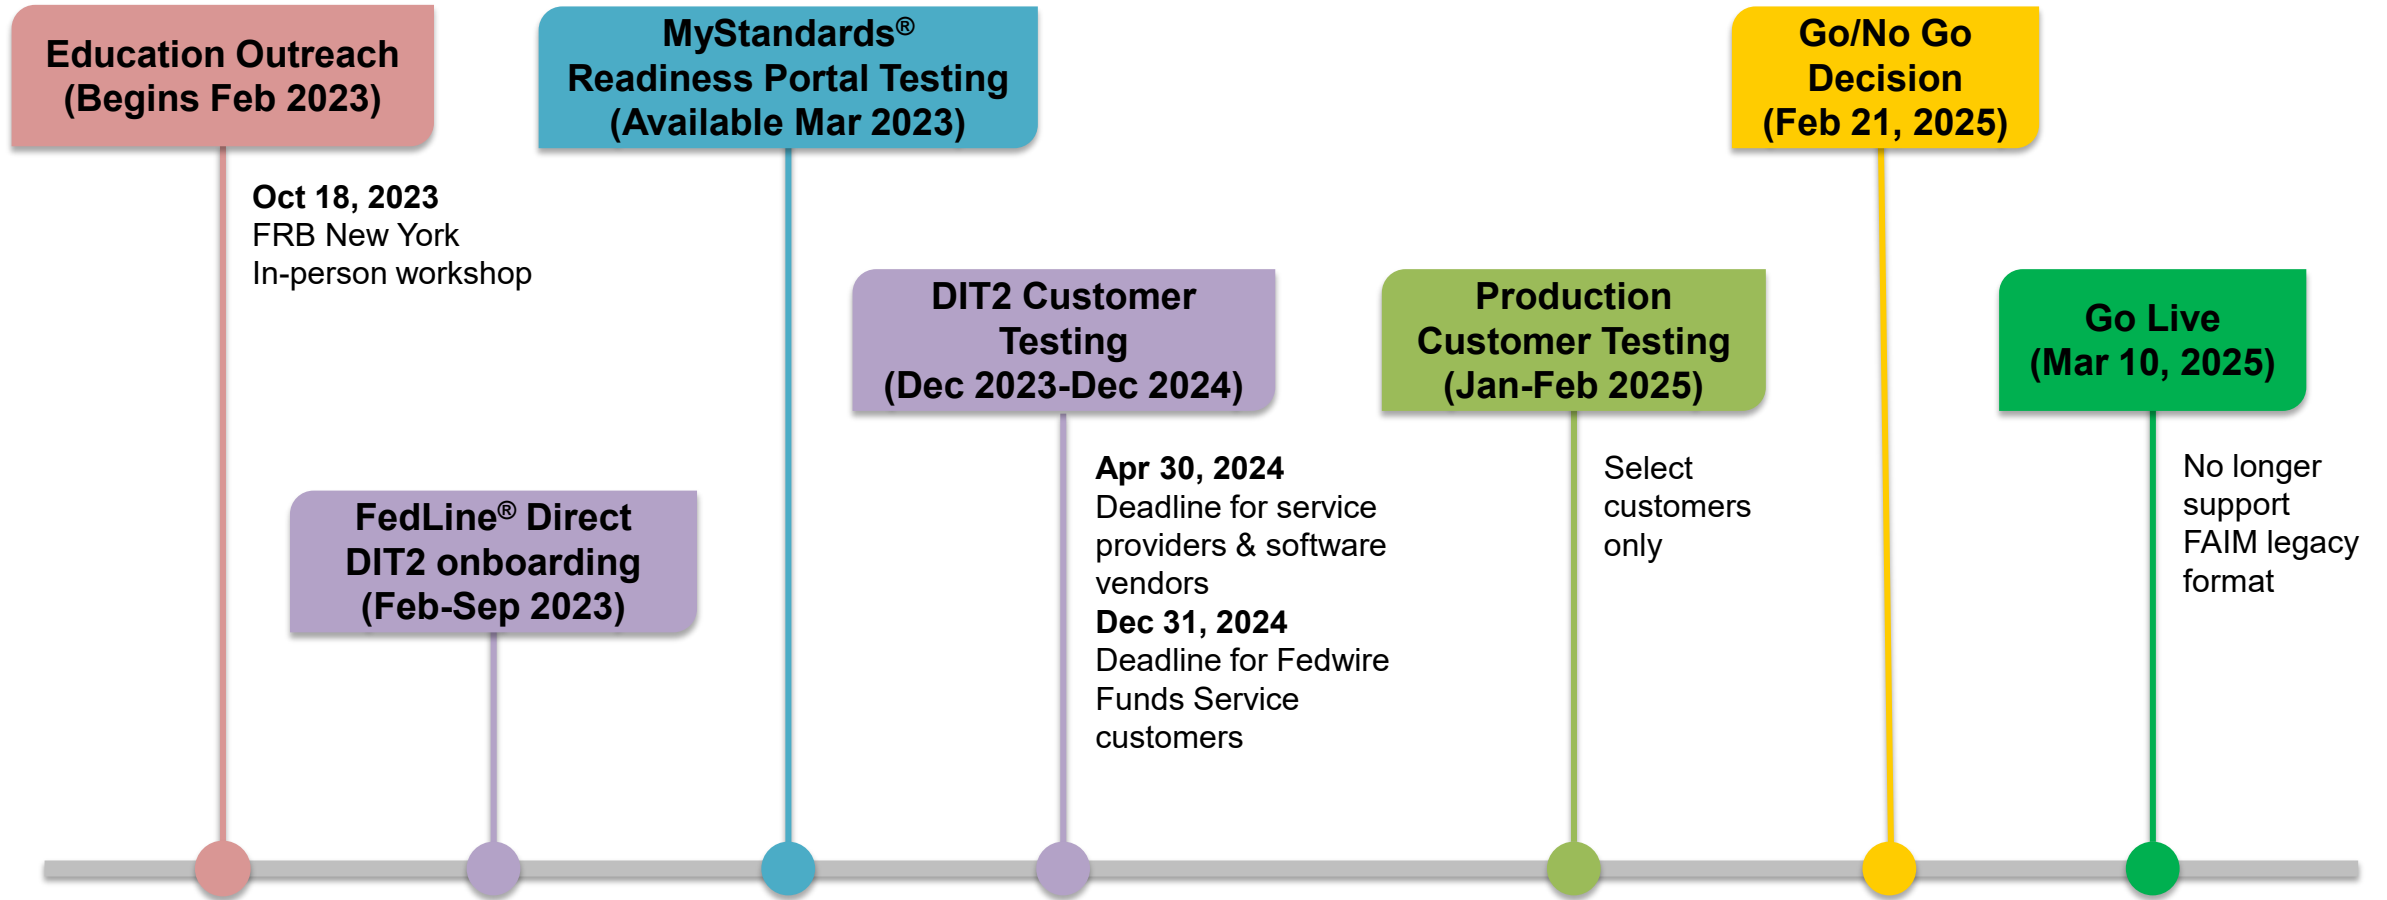 Education Outreach
(Begins Feb 2023)
Oct 18, 2023
FRB New York
In-person workshop
FedLine® Direct
DIT2 onboarding
(Feb-Sep 2023)
MyStandards®
Readiness Portal Testing
(Available Mar 2023)
DIT2 Customer
Testing
(Dec 2023-Dec 2024)
Apr 30, 2024
Deadline for service
providers & software
vendors
Dec 31, 2024
Deadline for Fedwire
Funds Service
customers
Production
Customer Testing
(Jan-Feb 2025)
Select
customers
only
Go/No Go
Decision
(Feb 21, 2025)
Go Live
(Mar 10, 2025)
No longer
support
FAIM legacy
format